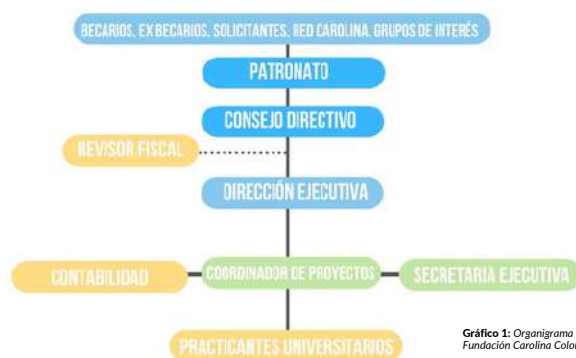 BECARIOS, EX BECARIOS, SOLICITANTES, RED CAROLINA, GRUPOS DE INTERÉS
PATRONATO
CONSEJO DIRECTIVO
REVISOR FISCAL
DIRECCIÓN EJECUTIVA
CONTABILIDAD
COORDINADOR DE PROYECTOS
SECRETARIA EJECUTIVA
PRACTICANTES UNIVERSITARIOS
Gráfico 1: Organigrama
Fundación Carolina